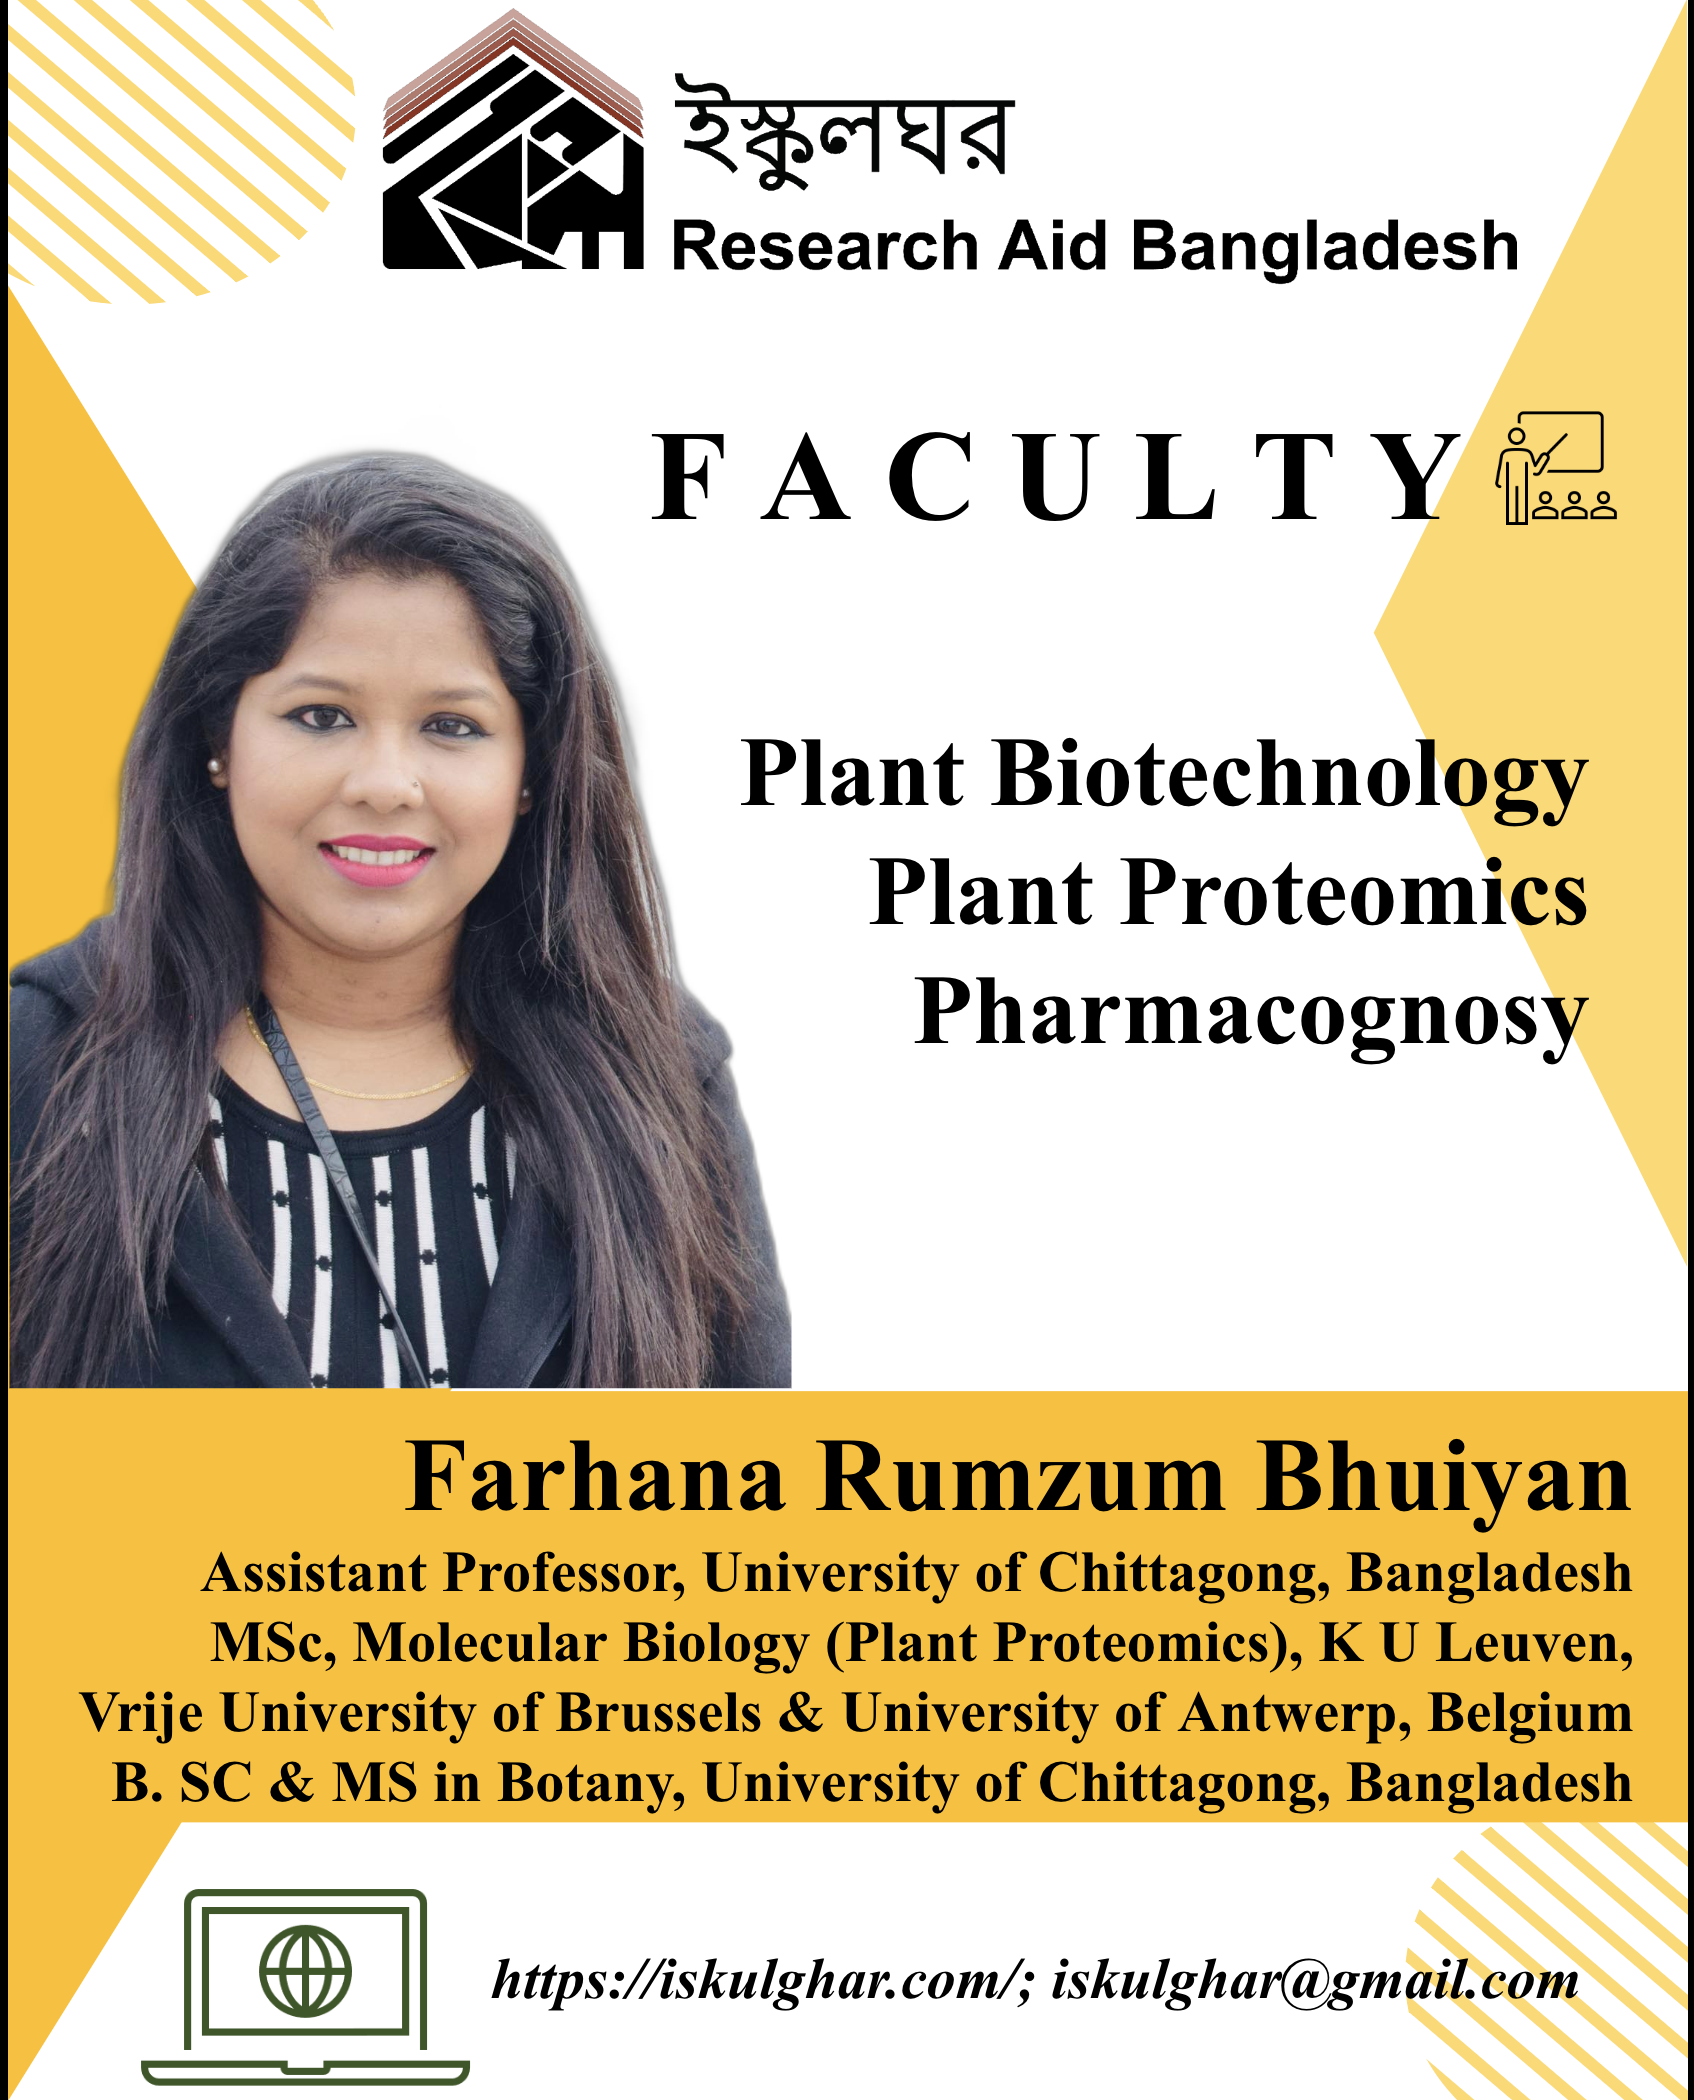 ইস্কুলঘর
Research Aid Bangladesh
FACULTY
Plant Biotechnology
Plant Proteomics
Pharmacognosy
Farhana Rumzum Bhuiyan
Assistant Professor, University of Chittagong, Bangladesh
MSc, Molecular Biology (Plant Proteomics), K U Leuven,
Vrije University of Brussels & University of Antwerp, Belgium
B. SC & MS in Botany, University of Chittagong, Bangladesh
https://iskulghar.com/; iskulghar@gmail.com